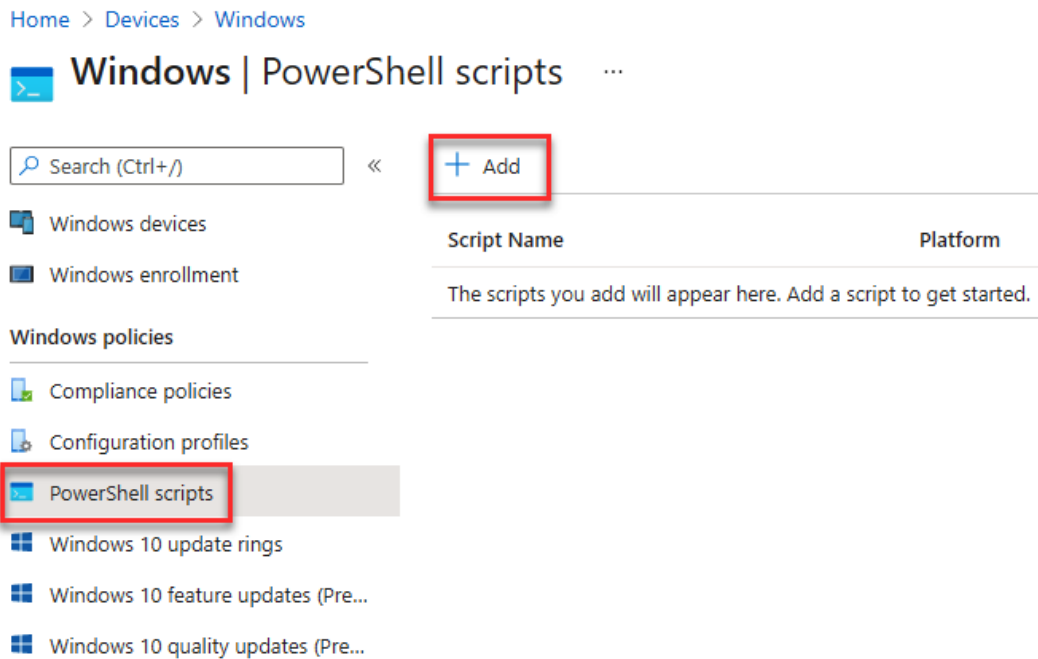 Home > Devices > Windows
Windows | PowerShell scripts ...
Search (Ctrl+/) «
+ Add
Windows devices
Windows enrollment
Windows policies
Compliance policies
Configuration profiles
PowerShell scripts
Windows 10 update rings
Windows 10 feature updates (Pre...
Windows 10 quality updates (Pre...
Script Name Platform
The scripts you add will appear here. Add a script to get started.